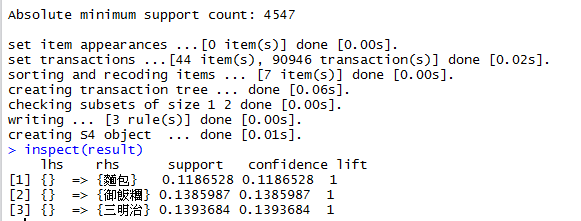 Absolute minimum support count: 4547
set item appearances ...[0 item(s)] done [0.00s].
set transactions ...[44 item(s), 90946 transaction(s)] done [0.02s].
sorting and recoding items ... [7 item(s)] done [0.00s].
creating transaction tree ... done [0.06s].
checking subsets of size 1 2 done [0.00s].
writing ... [3 rule(s)] done [0.00s].
creating S4 object  ... done [0.01s].
> inspect(result)
    lhs    rhs      support   confidence lift
[1] {}  => {麵包}   0.1186528 0.1186528  1
[2] {}  => {御飯糰} 0.1385987 0.1385987  1
[3] {}  => {三明治} 0.1393684 0.1393684  1